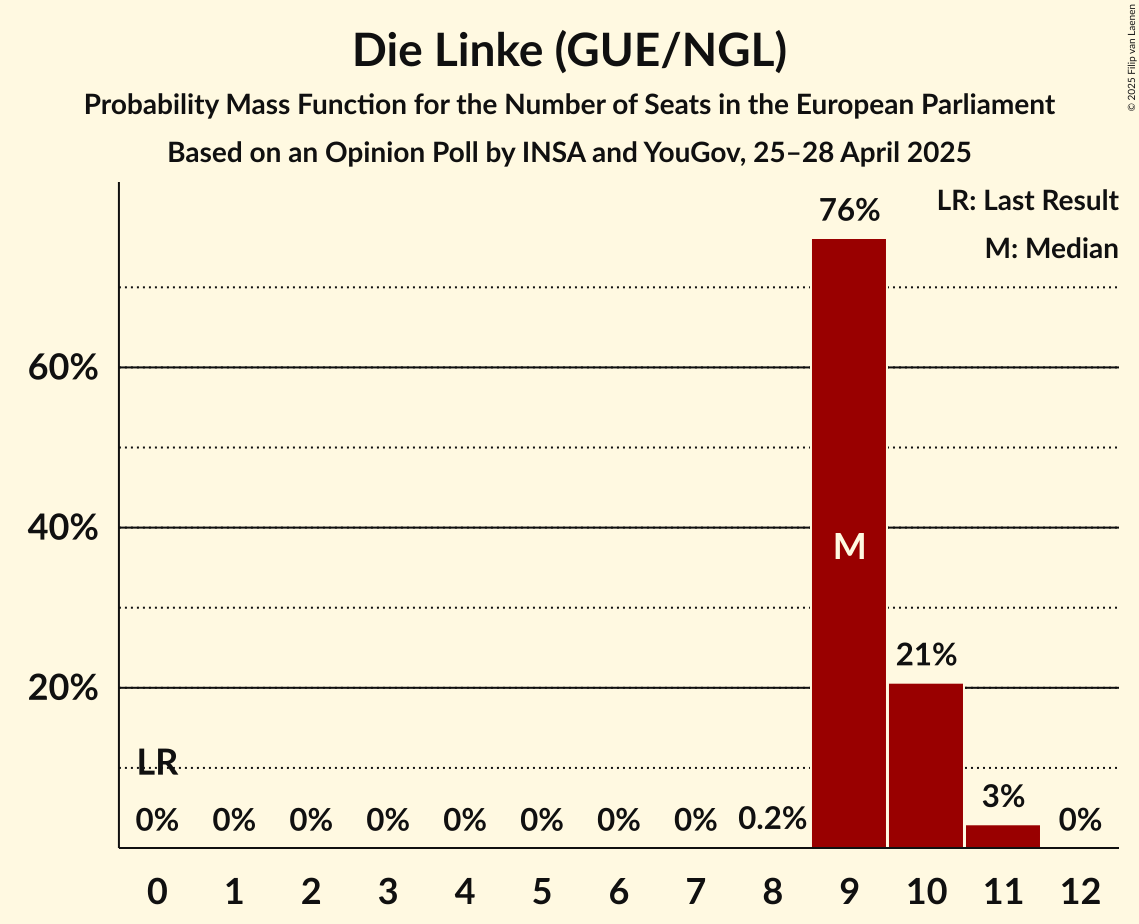 Die Linke (GUE/NGL)
Probability Mass Function for the Number of Seats in the European Parliament
Based on an Opinion Poll by INSA and YouGov, 25–28 April 2025
© 2025 Filip van Laenen
LR: Last Result
M: Median
76%
60%
40%
M
21%
20%
LR
0% 0% 0% 0% 0% 0% 0% 0% 0.2% 3% 0%
0 1 2 3 4 5 6 7 8 9 10 11 12